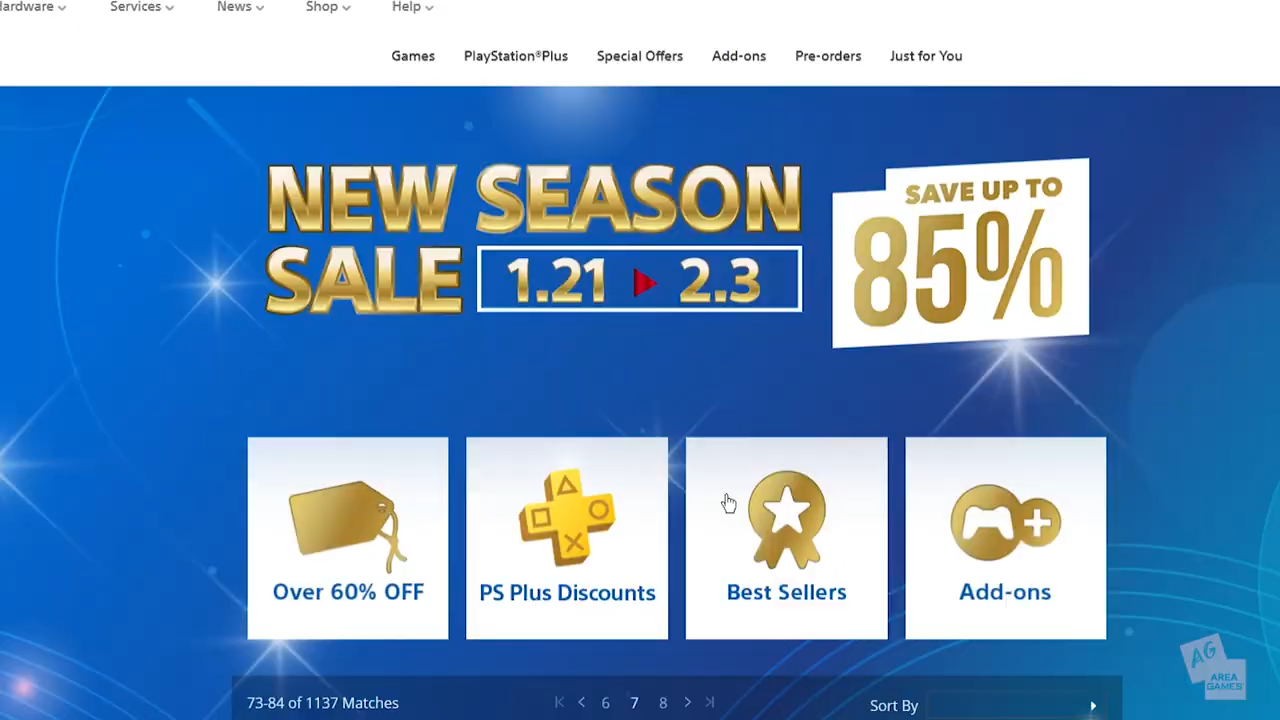 ardware
Services
News
Shop
Help
Games
PlayStation®Plus
Special Offers
Add-ons
Pre-orders
Just for You
NEW SEASON
SALE 1.21 2.3
SAVE UP TO
85%
Over 60% OFF
PS Plus Discounts
Best Sellers
Add-ons
73-84 of 1137 Matches
6 7 8
Sort By
AG
AREA
GAMES